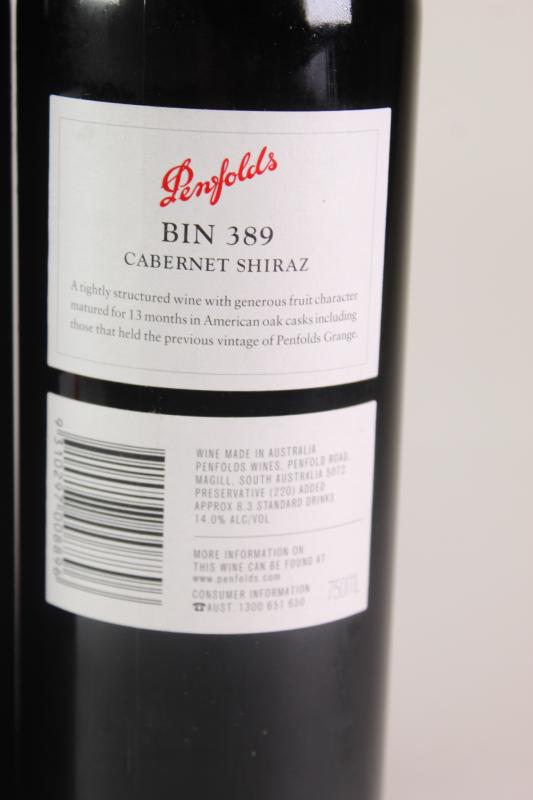 Penfolds
BIN 389
CABERNET SHIRAZ
A tightly structured wine with generous fruit character
matured for 13 months in American oak casks including
those that held the previous vintage of Penfolds Grange.
WINE MADE IN AUSTRALIA
PENFOLDS WINES, PENFOLD ROAD,
MAGILL, SOUTH AUSTRALIA 5072
PRESERVATIVE (220) ADDED
APPROX 8.3 STANDARD DRINKS
14.0% ALC/VOL
MORE INFORMATION ON
THIS WINE CAN BE FOUND AT
www.penfolds.com
CONSUMER INFORMATION
☎AUST. 1300 651 650
750mL